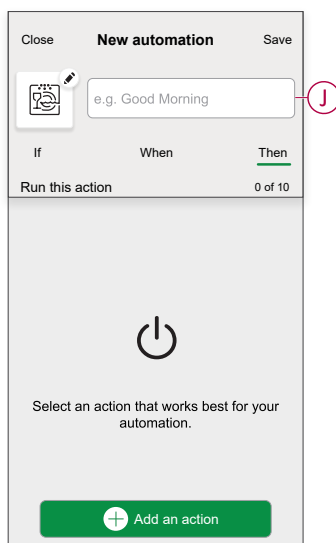 Close New automation Save
e.g. Good Morning
J
If When Then
Run this action 0 of 10
Select an action that works best for your
automation.
Add an action